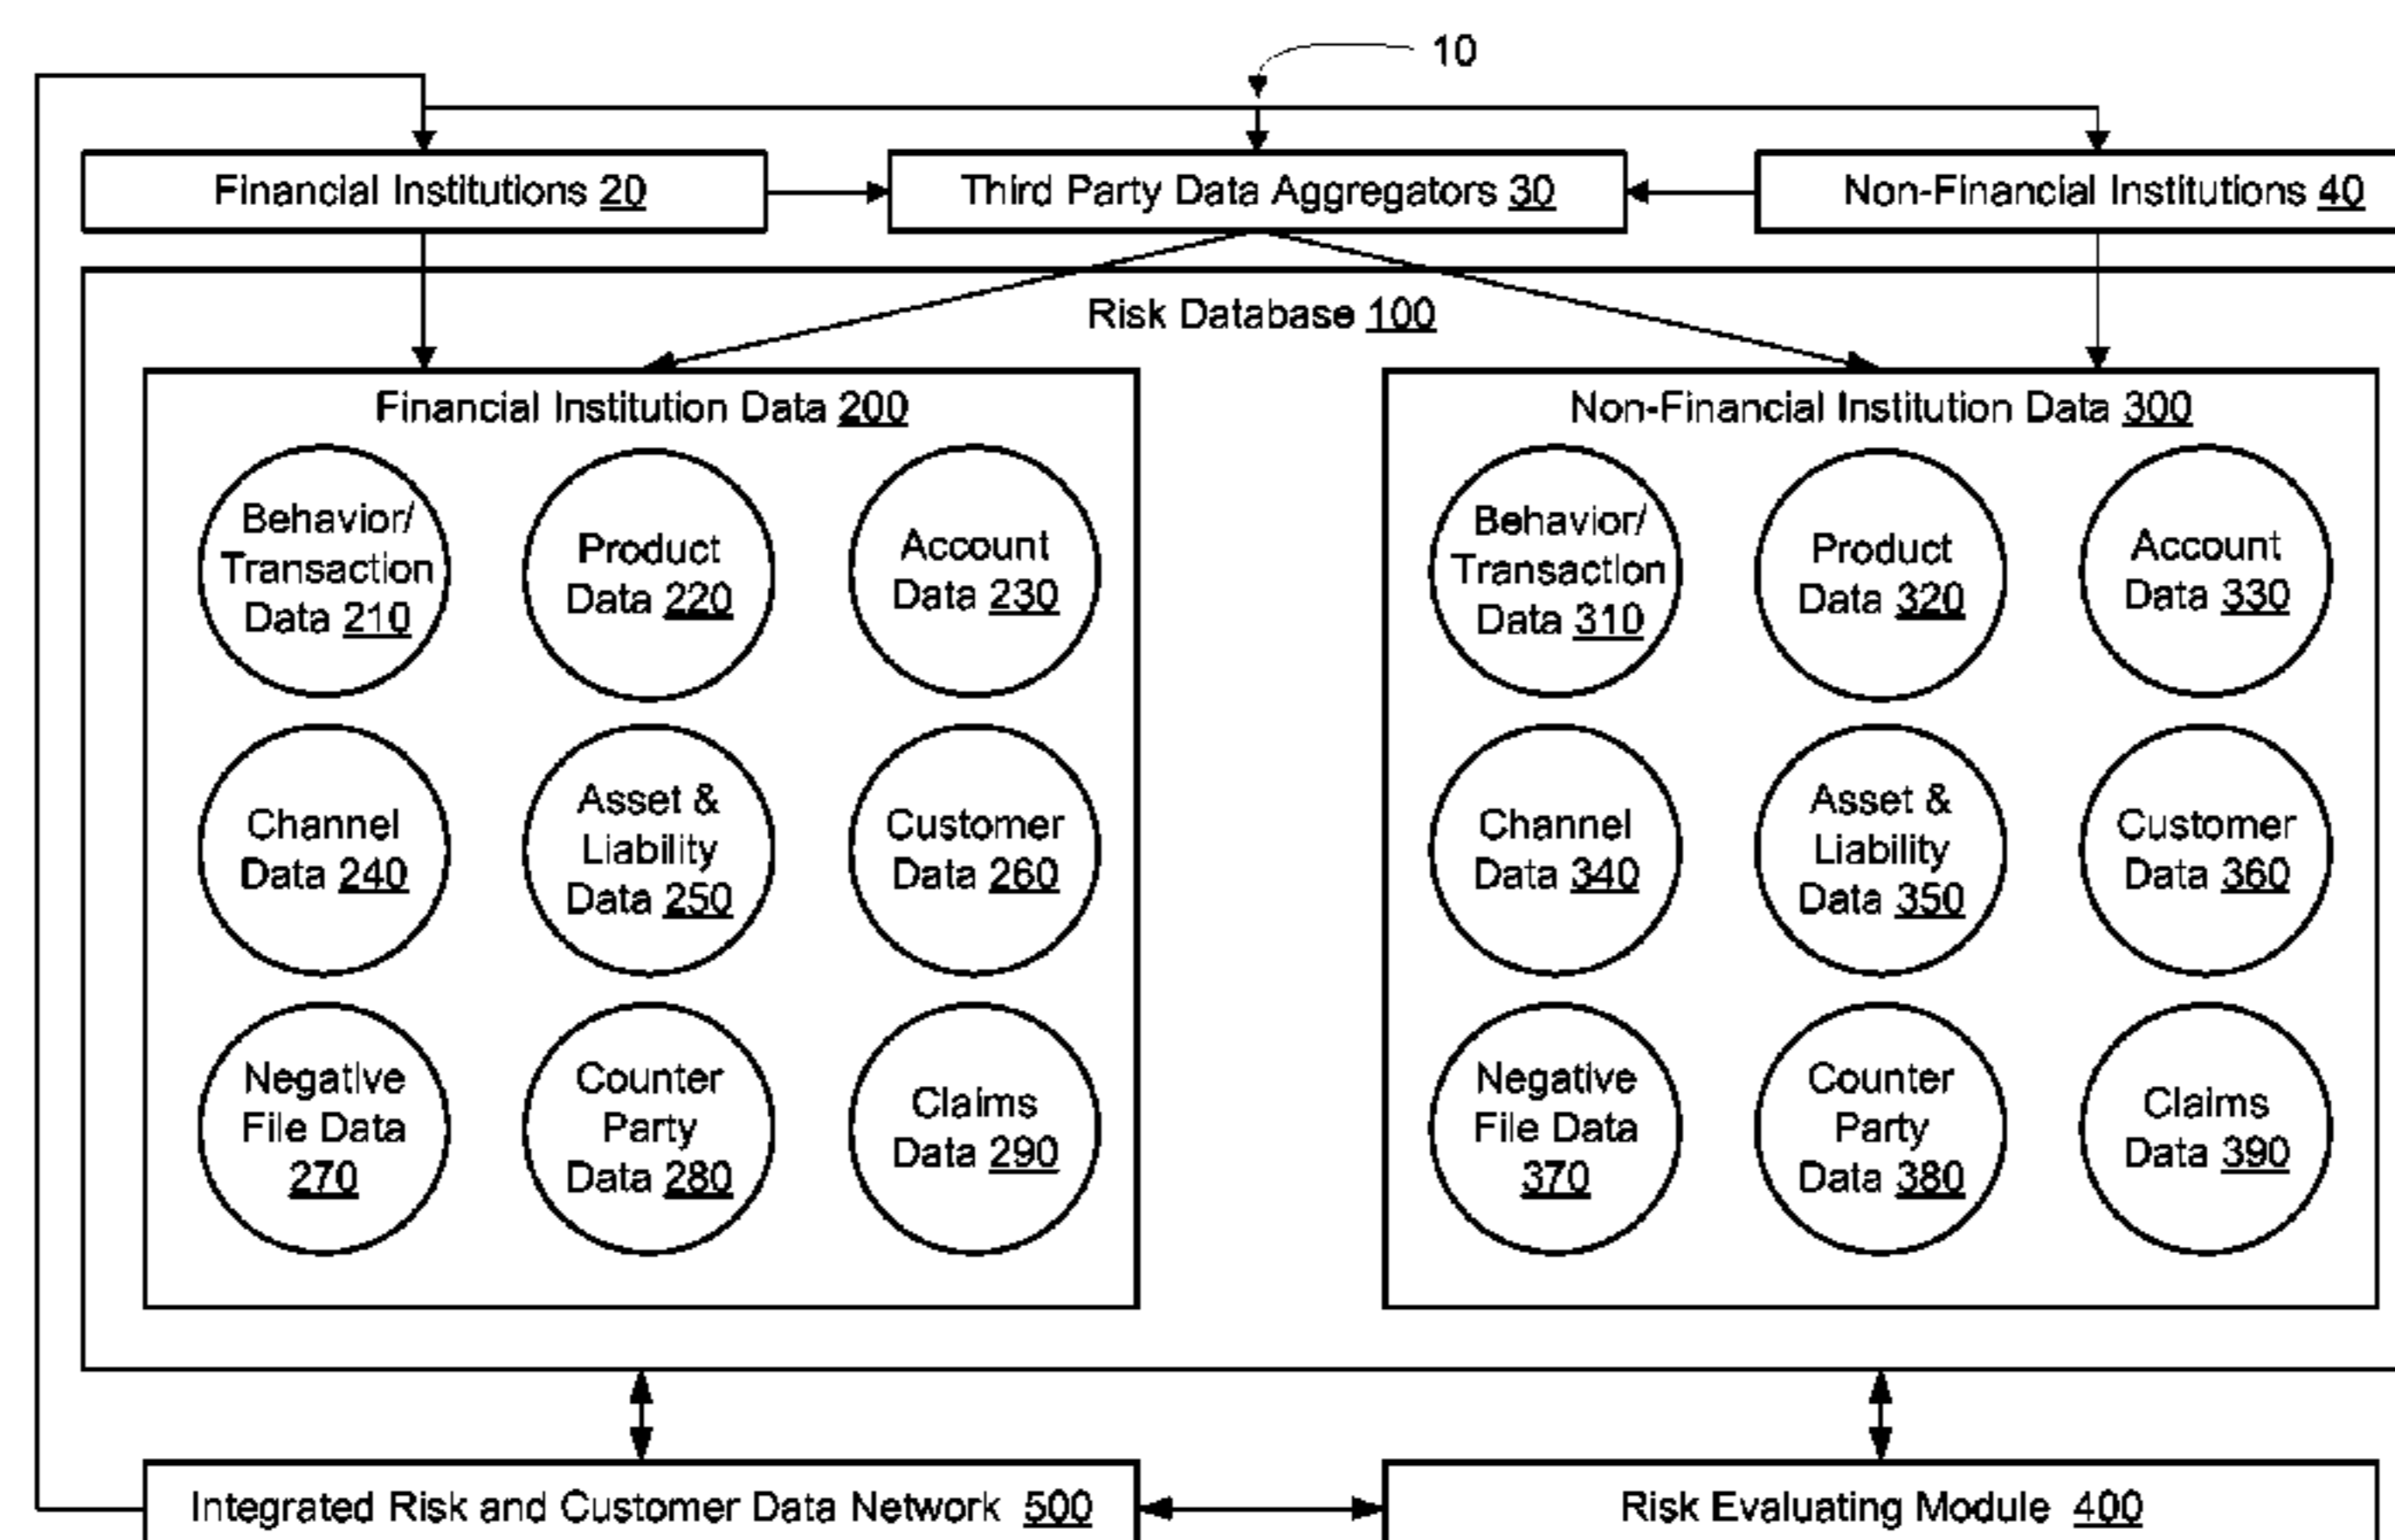 10
Financial Institutions 20
Third Party Data Aggregators 30
Non-Financial Institutions 40
Risk Database 100
Financial Institution Data 200
Behavior/
Transaction
Data 210
Product
Data 220
Account
Data 230
Channel
Data 240
Asset &
Liability
Data 250
Customer
Data 260
Negative
File Data
270
Counter
Party
Data 280
Claims
Data 290
Non-Financial Institution Data 300
Behavior/
Transaction
Data 310
Product
Data 320
Account
Data 330
Channel
Data 340
Asset &
Liability
Data 350
Customer
Data 360
Negative
File Data
370
Counter
Party
Data 380
Claims
Data 390
Integrated Risk and Customer Data Network 500
Risk Evaluating Module 400